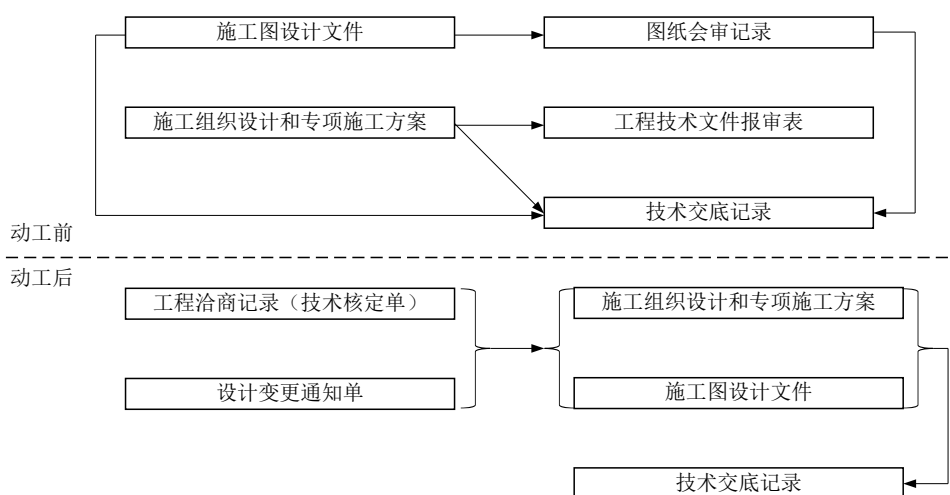 施工图设计文件
图纸会审记录
施工组织设计和专项施工方案
工程技术文件报审表
技术交底记录
动工前
动工后
工程洽商记录（技术核定单）
施工组织设计和专项施工方案
设计变更通知单
施工图设计文件
技术交底记录